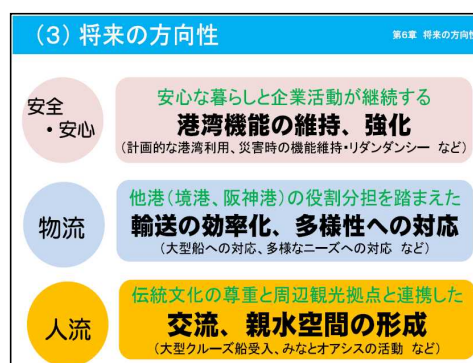 (3)将来の方向性
第6章 将来の方向性
安全
・安心
安心な暮らしと企業活動が継続する
港湾機能の維持、強化
(計画的な港湾利用、災害時の機能維持・リダンダンシー など)
物流
他港(境港、阪神港)の役割分担を踏まえた
輸送の効率化、多様性への対応
(大型船への対応、多様なニーズへの対応 など)
人流
伝統文化の尊重と周辺観光拠点と連携した
交流、親水空間の形成
(大型クルーズ船受入、みなとオアシスの活動 など)